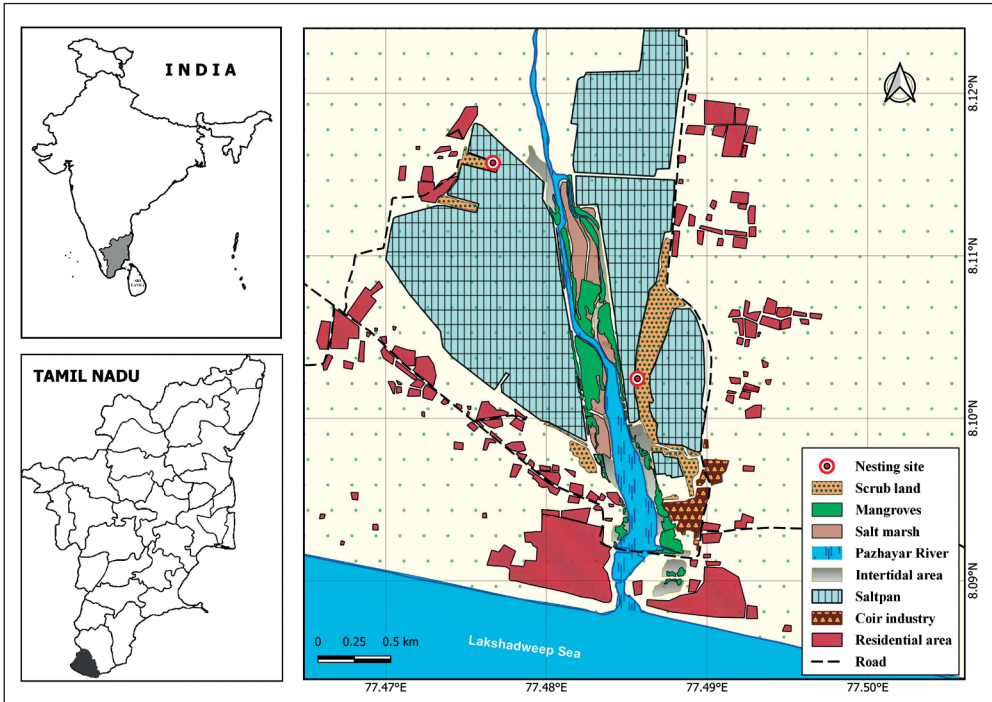 INDIA
SRI
LANKA
TAMIL NADU
8.12°N
8.11°N
8.10°N
8.09°N
Nesting site
Scrub land
Mangroves
Salt marsh
Pazhayar River
Intertidal area
Saltpan
Coir industry
Residential area
Road
0 0.25 0.5 km
Lakshadweep Sea
77.47°E 77.48°E 77.49°E 77.50°E